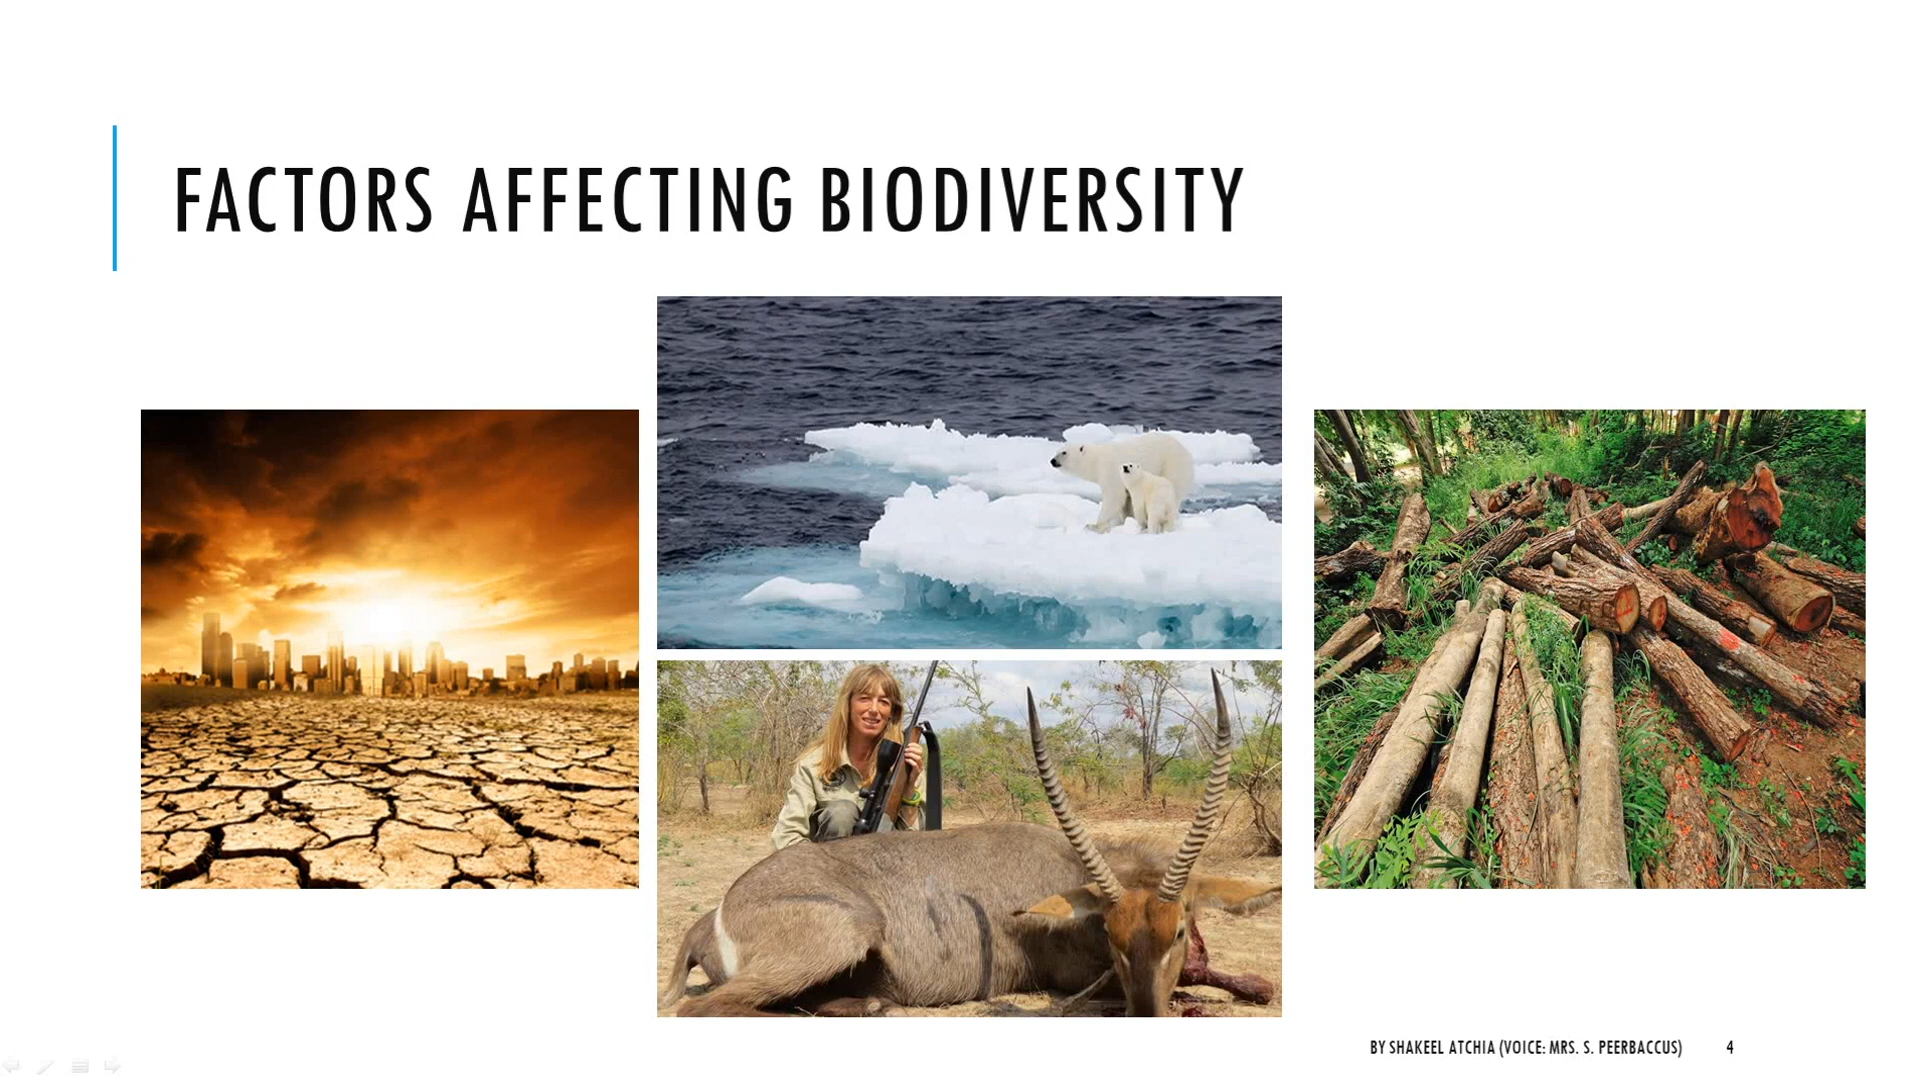 FACTORS AFFECTING BIODIVERSITY
BY SHAKEEL ATCHIA (VOICE: MRS. S. PEERBACCUS) 4